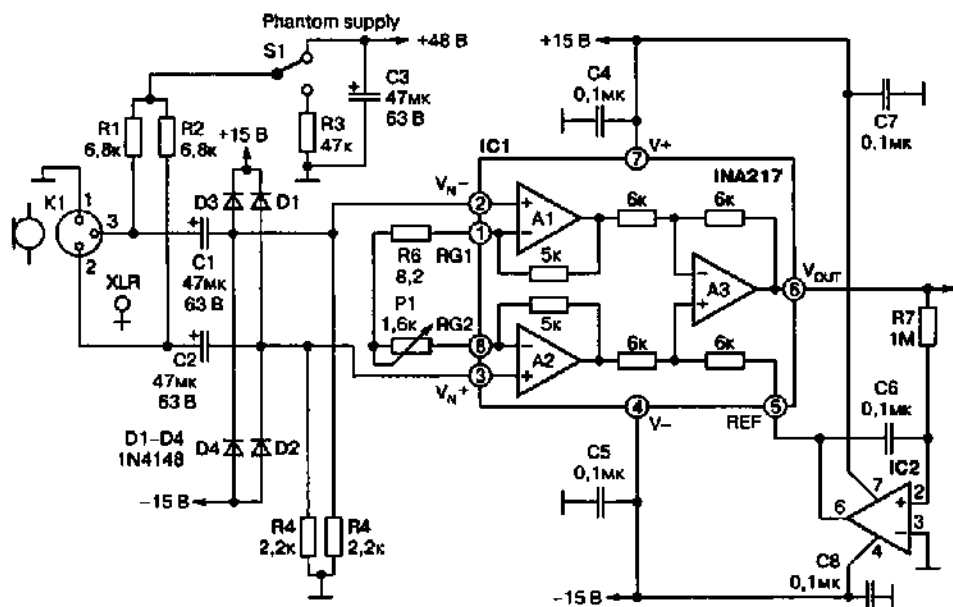 Phantom supply
S1
+48 В
C3
47мк
63 В
R1
6,8к
R2
6,8к
R3
47к
+15 В
K1
1
3
2
D3
D1
C1
47мк
63 В
XLR
C2
47мк
63 В
D1–D4
1N4148
D4
D2
–15 В
R4
2,2к
R4
2,2к
+15 В
C4
0,1мк
C7
0,1мк
IC1
7
V+
INA217
VN–
2
1
RG1
R6
8,2
P1
1,6к
RG2
8
3
VN+
A1
5к
5к
A2
6к
6к
A3
6к
6к
VOUT
6
R7
1М
4
V–
5
REF
C5
0,1мк
C6
0,1мк
IC2
7
2
6
3
4
C8
0,1мк
–15 В